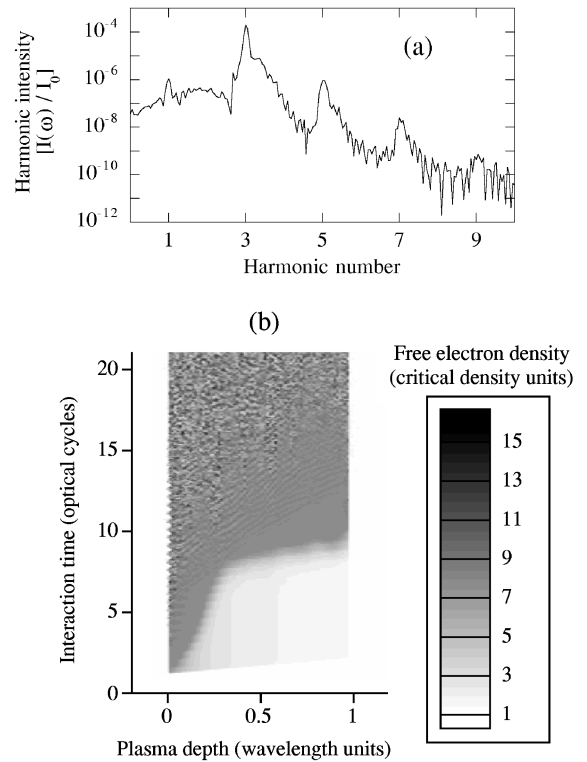 (a)
Harmonic intensity
[I(ω) / I₀]
10⁻⁴
10⁻⁶
10⁻⁸
10⁻¹⁰
10⁻¹²
1 3 5 7 9
Harmonic number
(b)
Interaction time (optical cycles)
20
15
10
5
0
0 0.5 1
Plasma depth (wavelength units)
Free electron density
(critical density units)
15
13
11
9
7
5
3
1